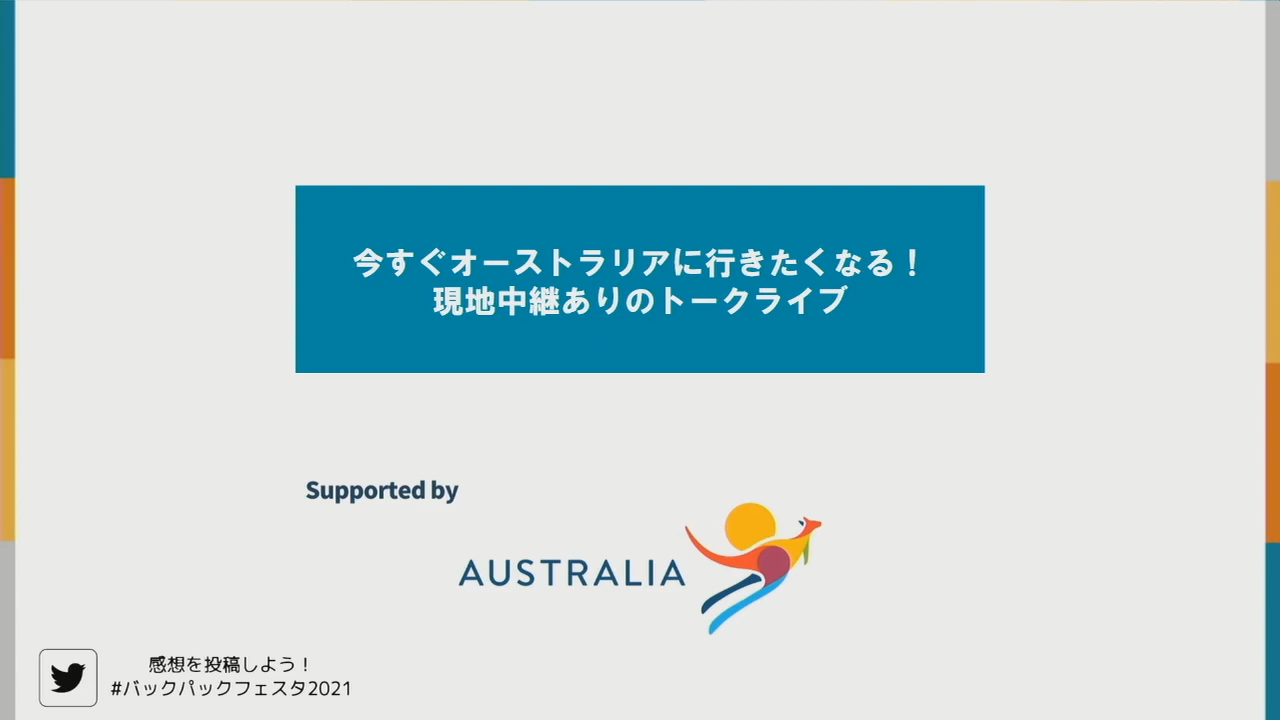 今すぐオーストラリアに行きたくなる！
現地中継ありのトークライブ
Supported by
AUSTRALIA
感想を投稿しよう！
#バックパックフェスタ2021